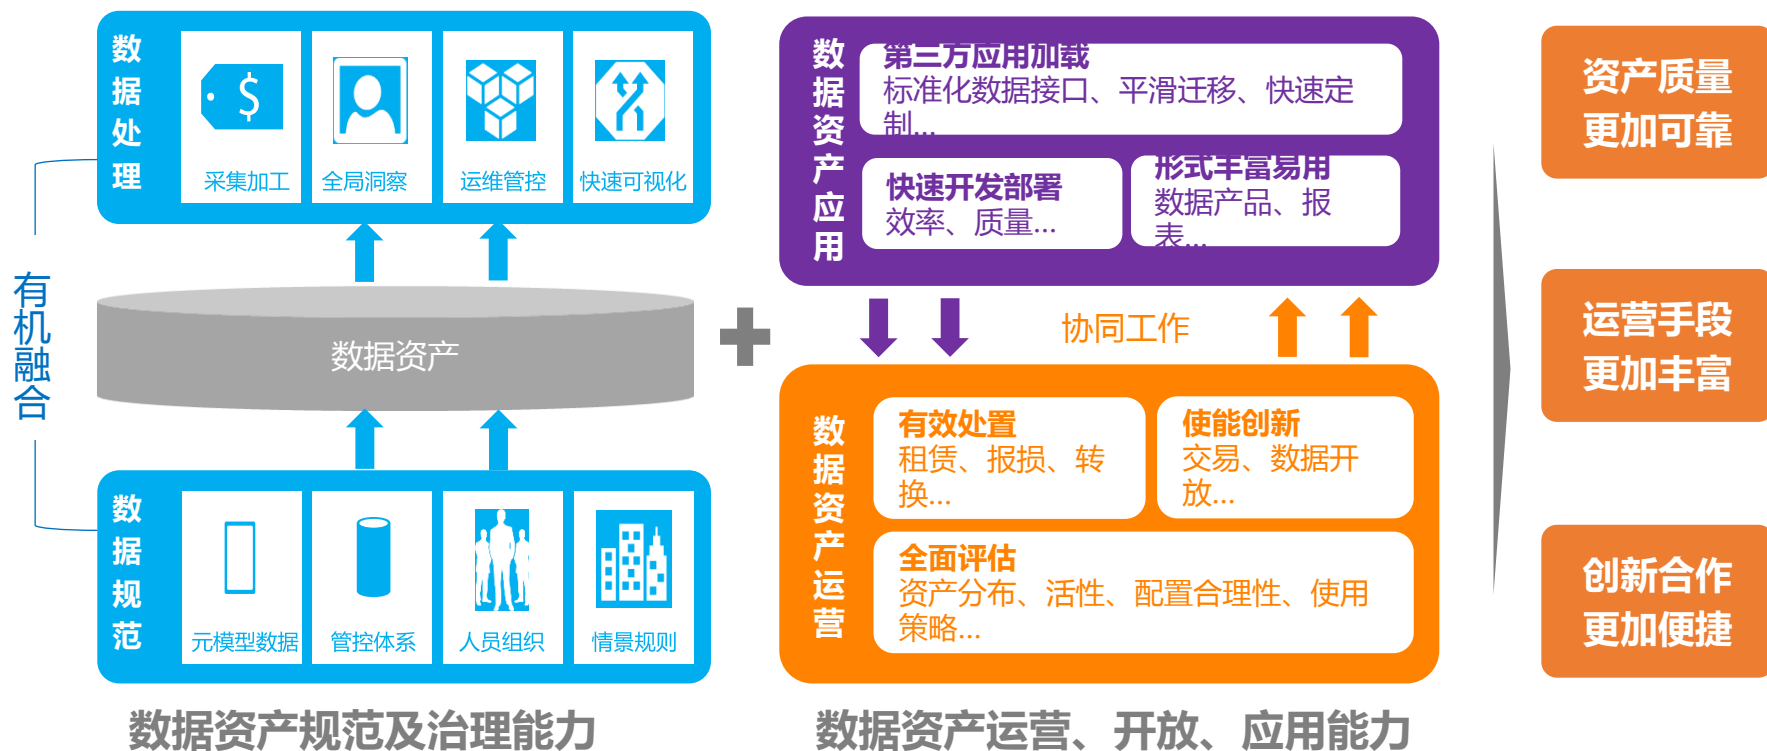 数据处理
采集加工
全局洞察
运维管控
快速可视化
有机融合
数据资产
数据规范
元模型数据
管控体系
人员组织
情景规则
数据资产规范及治理能力
数据资产应用
第三方应用加载
标准化数据接口、平滑迁移、快速定
制...
快速开发部署
效率、质量...
形式丰富易用
数据产品、报
表...
协同工作
数据资产运营
有效处置
租赁、报损、转
换...
使能创新
交易、数据开
放...
全面评估
资产分布、活性、配置合理性、使用
策略...
数据资产运营、开放、应用能力
资产质量
更加可靠
运营手段
更加丰富
创新合作
更加便捷